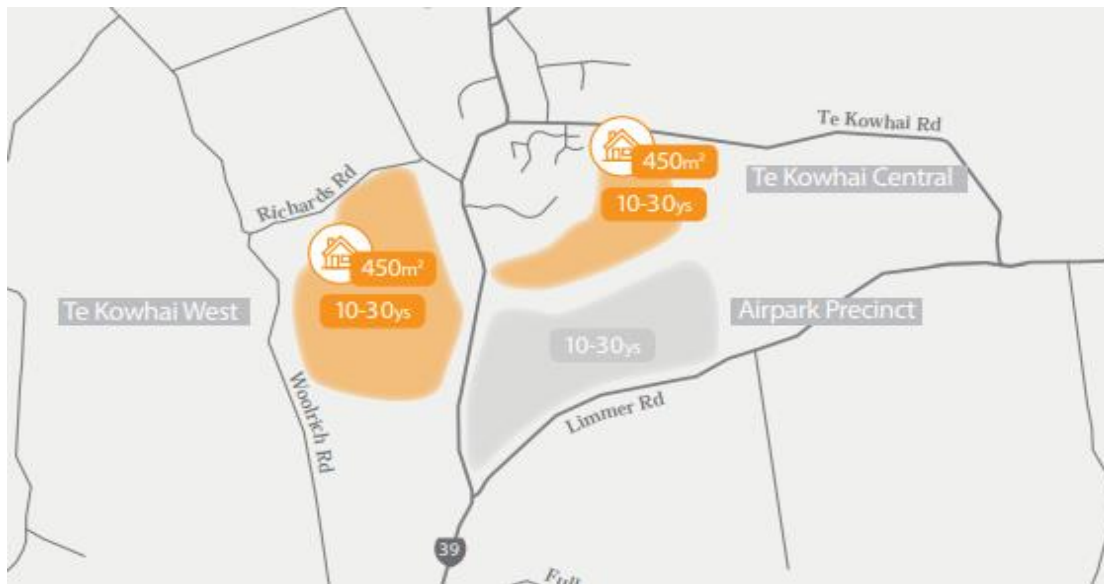 Te Kowhai Rd
450m²
Te Kowhai Central
10-30ys
Richards Rd
450m²
Te Kowhai West
10-30ys
Airpark Precinct
10-30ys
Woolrich Rd
Limmer Rd
39
Full